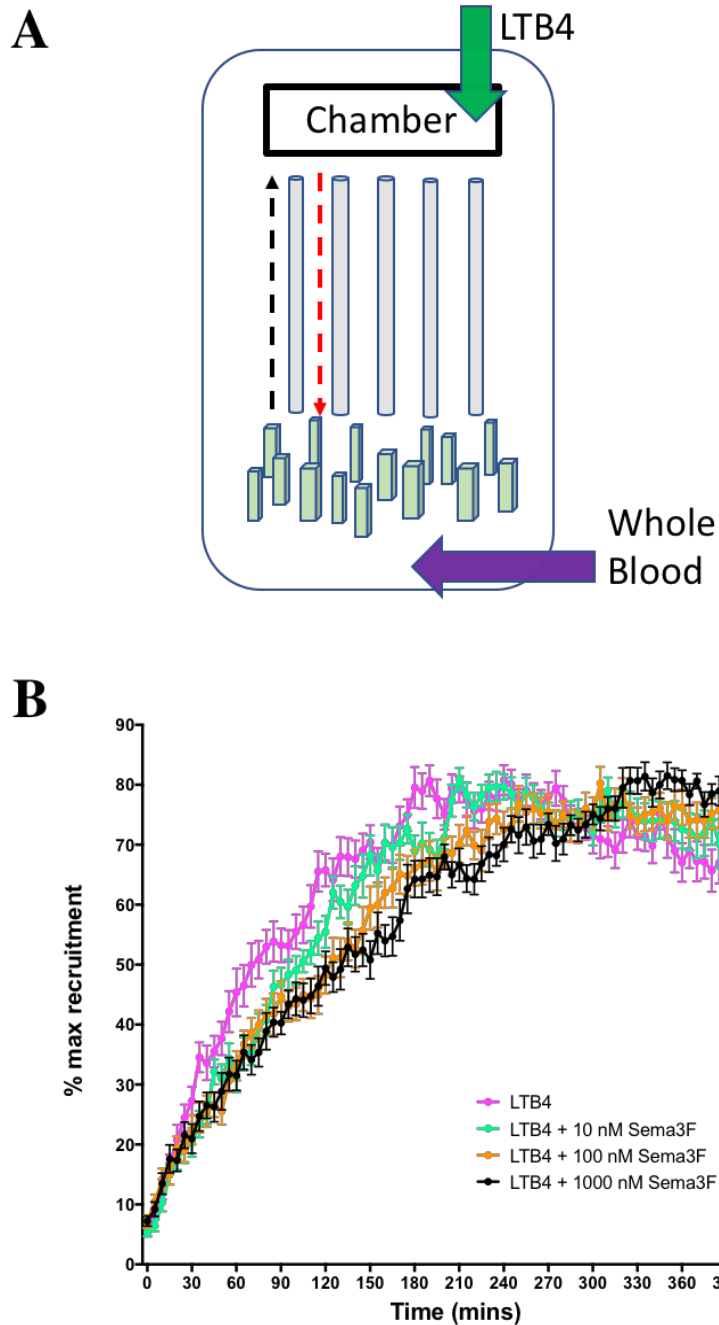 A
LTB4
Chamber
Whole
Blood
B
90
80
70
60
50
40
30
20
10
0
% max recruitment
LTB4
LTB4 + 10 nM Sema3F
LTB4 + 100 nM Sema3F
LTB4 + 1000 nM Sema3F
0 30 60 90 120 150 180 210 240 270 300 330 360 3
Time (mins)